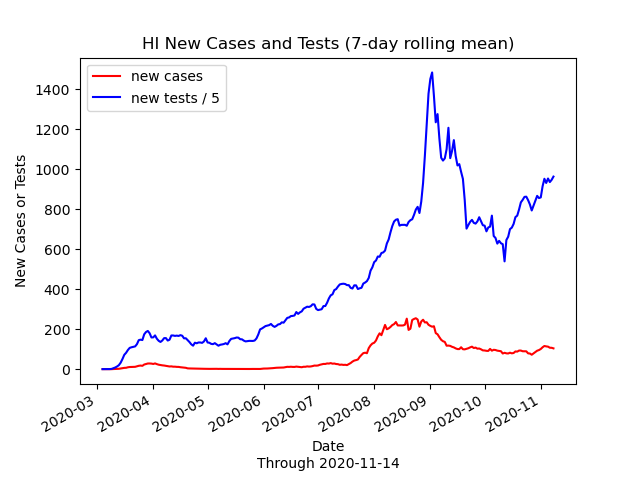 HI New Cases and Tests (7-day rolling mean)
new cases
new tests / 5
New Cases or Tests
1400
1200
1000
800
600
400
200
0
2020-03
2020-04
2020-05
2020-06
2020-07
2020-08
2020-09
2020-10
2020-11
Date
Through 2020-11-14